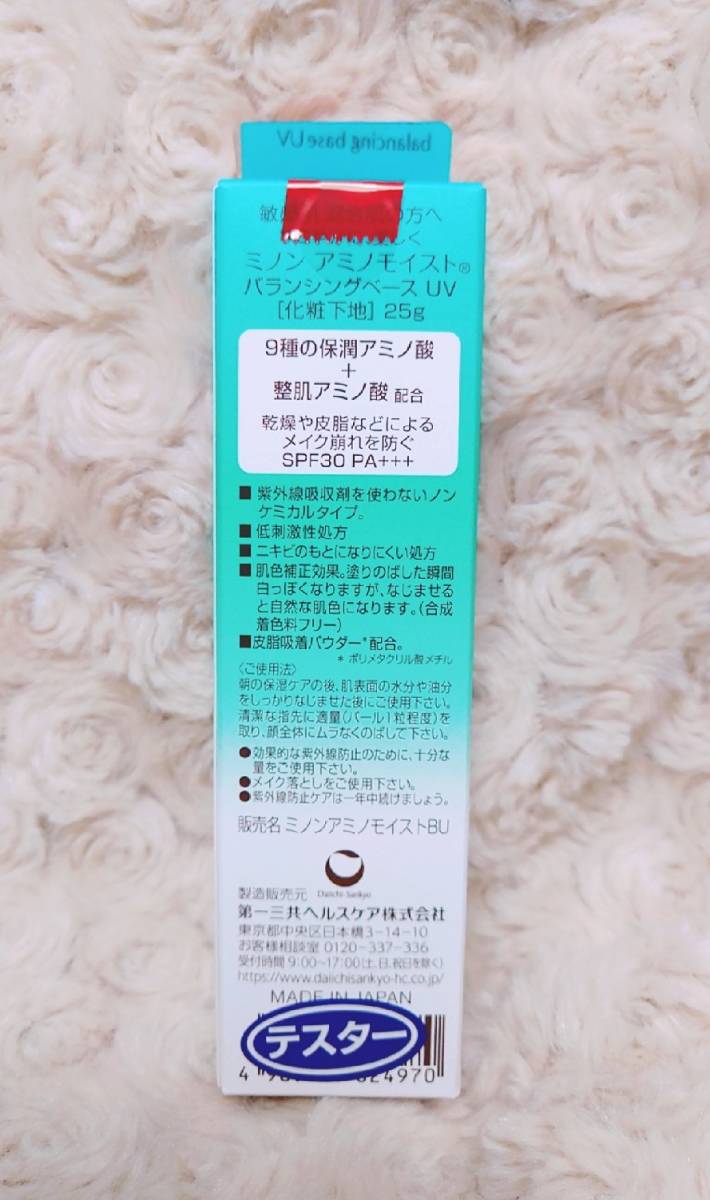 balancing base UV
敏 の方へ
く
ミノン アミノモイスト®
バランシングベース UV
[化粧下地] 25g
9種の保潤アミノ酸
+
整肌アミノ酸 配合
乾燥や皮脂などによる
メイク崩れを防ぐ
SPF30 PA+++
■ 紫外線吸収剤を使わないノン
ケミカルタイプ。
■ 低刺激性処方
■ ニキビのもとになりにくい処方
■ 肌色補正効果。塗りのばした瞬間
白っぽくなりますが、なじませる
と自然な肌色になります。(合成
着色料フリー)
■皮脂吸着パウダー*配合。
* ポリメタクリル酸メチル
〈ご使用法〉
朝の保湿ケアの後、肌表面の水分や油分
をしっかりなじませた後にご使用下さい。
清潔な指先に適量(パール1粒程度)を
取り、顔全体にムラなくのばして下さい。
●効果的な紫外線防止のために、十分な
量をご使用下さい。
●メイク落としをご使用下さい。
●紫外線防止ケアは一年中続けましょう。
販売名 ミノンアミノモイストBU
製造販売元 Daiichi-Sankyo
第一三共ヘルスケア株式会社
東京都中央区日本橋3-14-10
お客様相談室 0120-337-336
受付時間 9:00~17:00(土、日、祝日を除く)
https://www.daiichisankyo-hc.co.jp/
MADE IN JAPAN
テスター
4 24970